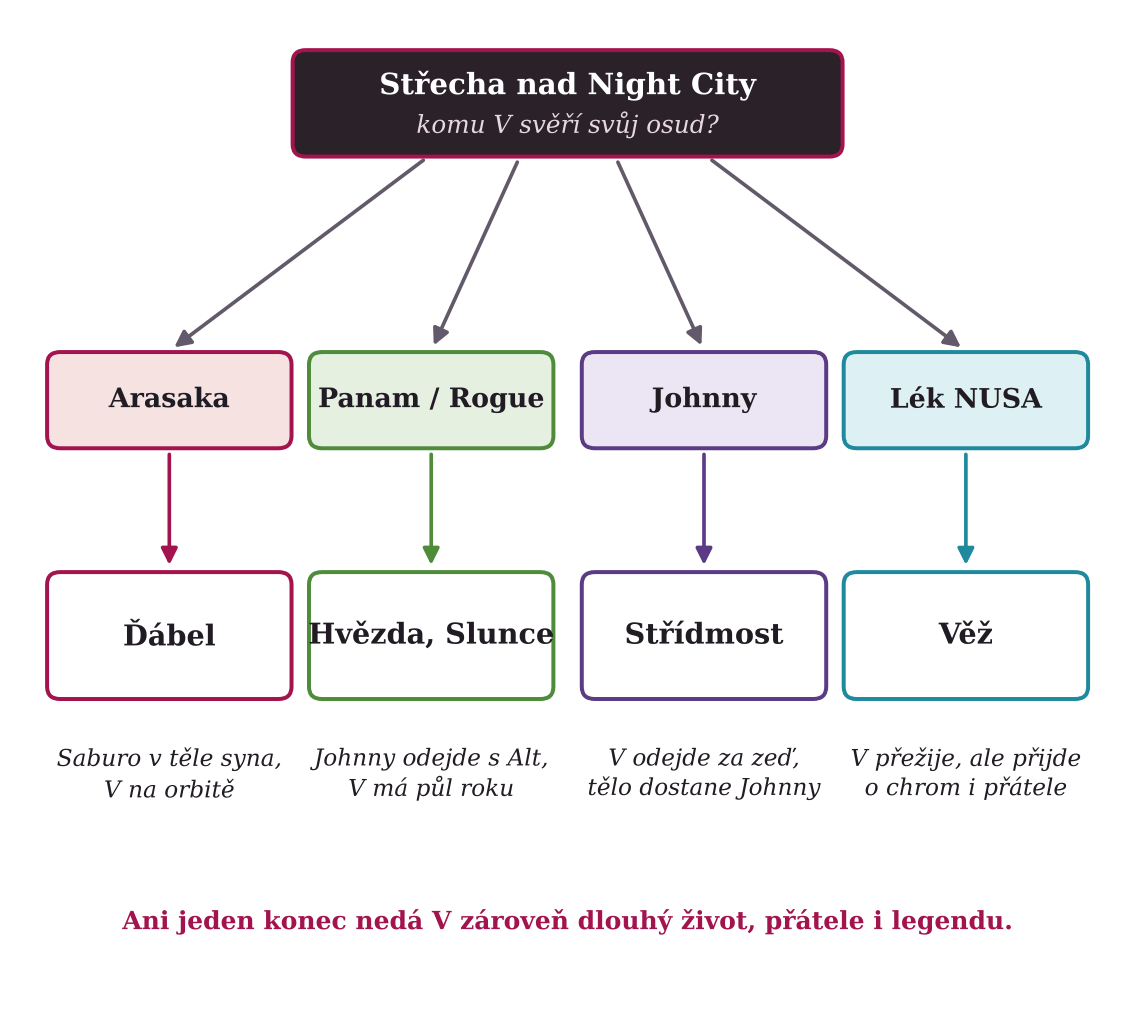 Střecha nad Night City
komu V svěří svůj osud?
Arasaka
Panam / Rogue
Johnny
Lék NUSA
Ďábel
Hvězda, Slunce
Střídmost
Věž
Saburo v těle syna,
V na orbitě
Johnny odejde s Alt,
V má půl roku
V odejde za zeď,
tělo dostane Johnny
V přežije, ale přijde
o chrom i přátele
Ani jeden konec nedá V zároveň dlouhý život, přátele i legendu.